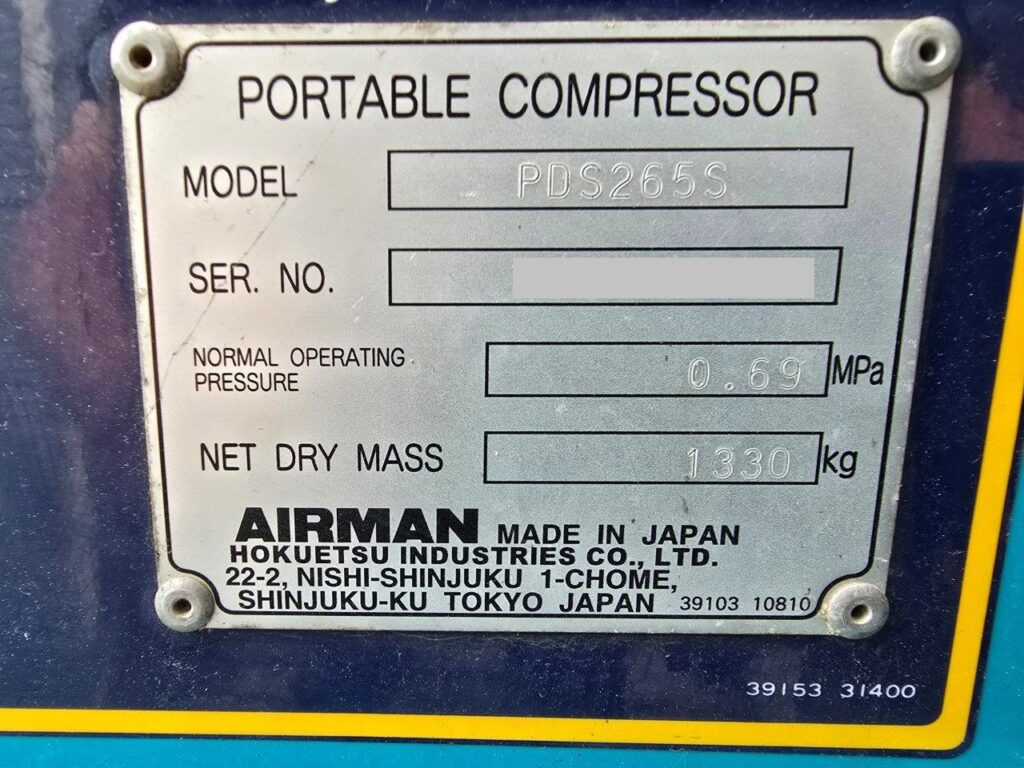 PORTABLE COMPRESSOR
MODEL PDS265S
SER. NO.
NORMAL OPERATING
PRESSURE 0.69 MPa
NET DRY MASS 1330 kg
AIRMAN MADE IN JAPAN
HOKUETSU INDUSTRIES CO., LTD.
22-2, NISHI-SHINJUKU 1-CHOME,
SHINJUKU-KU TOKYO JAPAN 39103 10810
39153 31400